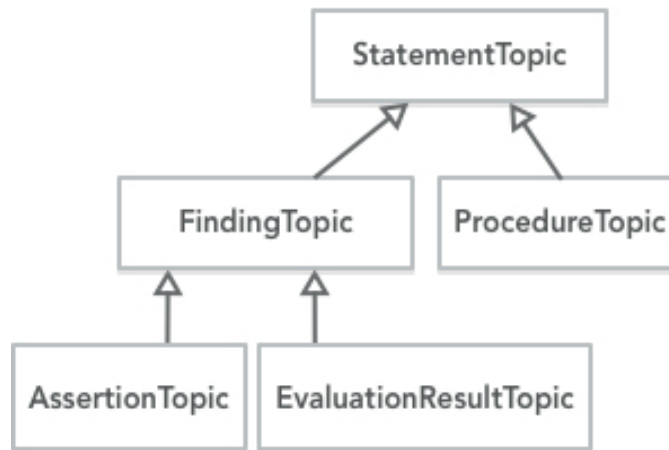 StatementTopic
FindingTopic
ProcedureTopic
AssertionTopic
EvaluationResultTopic